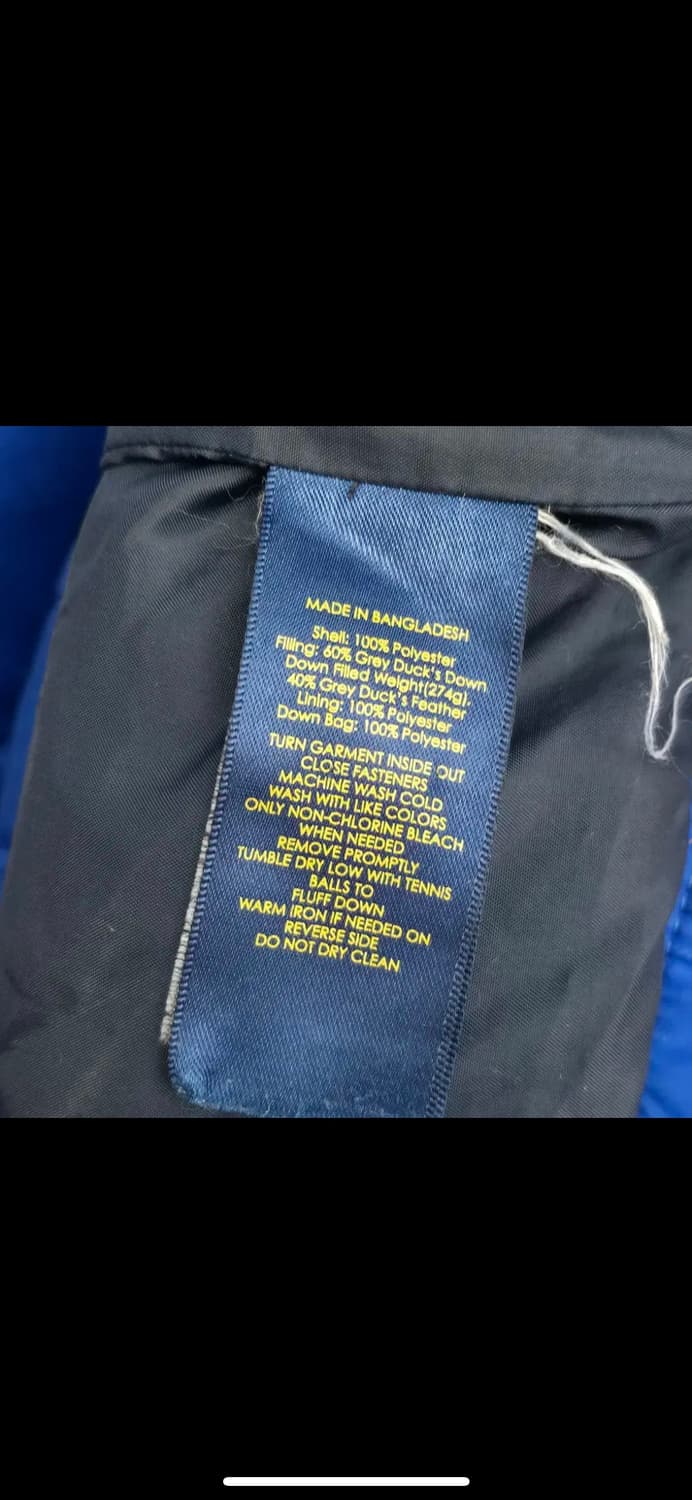 MADE IN BANGLADESH
Shell: 100% Polyester
Filling: 60% Grey Duck's Down
Down Filled Weight(274g),
40% Grey Duck's Feather
Lining: 100% Polyester
Down Bag: 100% Polyester
TURN GARMENT INSIDE OUT
CLOSE FASTENERS
MACHINE WASH COLD
WASH WITH LIKE COLORS
ONLY NON-CHLORINE BLEACH
WHEN NEEDED
REMOVE PROMPTLY
TUMBLE DRY LOW WITH TENNIS
BALLS TO
FLUFF DOWN
WARM IRON IF NEEDED ON
REVERSE SIDE
DO NOT DRY CLEAN